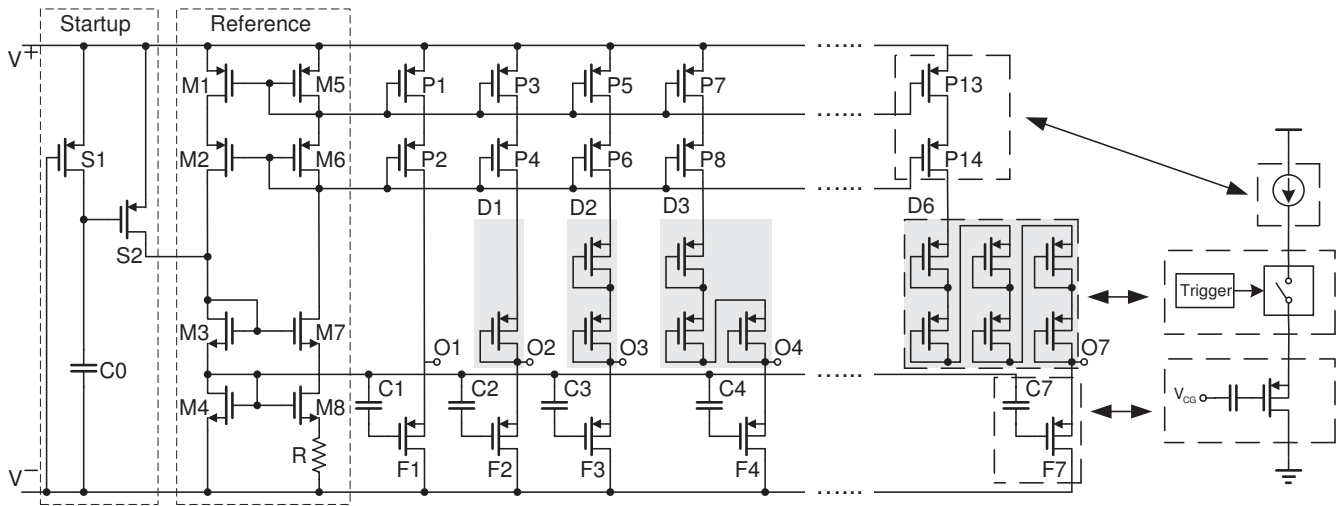 Startup Reference
V+
M1 M5 P1 P3 P5 P7 ...... P13
......
S1 M2 M6 P2 P4 P6 P8 ...... P14
......
S2 D1 D2 D3 D6
Trigger
M3 M7 O1 O2 O3 O4 O7
C0 C1 C2 C3 C4 ...... C7
M4 M8 VCG
R F1 F2 F3 F4 F7
V− ......